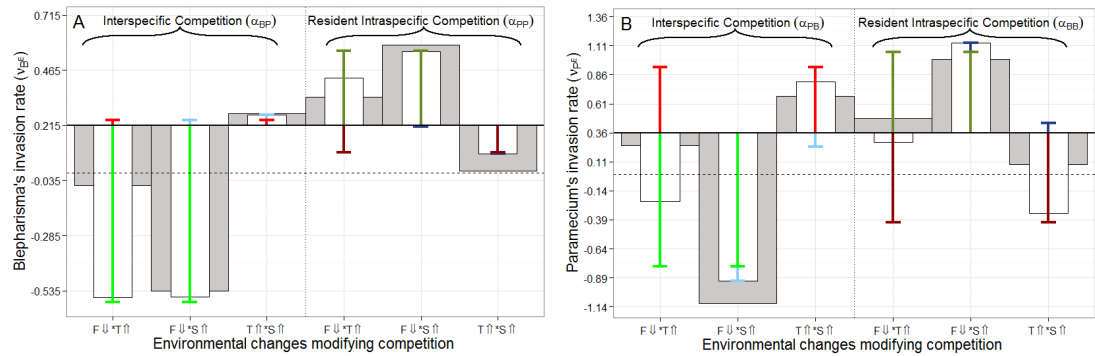 A
Interspecific Competition (αBP)
Resident Intraspecific Competition (αPP)
Blepharisma's invasion rate (νBᴱ)
0.715
0.465
0.215
-0.035
-0.285
-0.535
F⇓*T⇑
F⇓*S⇑
T⇑*S⇑
F⇓*T⇑
F⇓*S⇑
T⇑*S⇑
Environmental changes modifying competition
B
Interspecific Competition (αPB)
Resident Intraspecific Competition (αBB)
Paramecium's invasion rate (νPᴱ)
1.36
1.11
0.86
0.61
0.36
0.11
-0.14
-0.39
-0.64
-0.89
-1.14
F⇓*T⇑
F⇓*S⇑
T⇑*S⇑
F⇓*T⇑
F⇓*S⇑
T⇑*S⇑
Environmental changes modifying competition